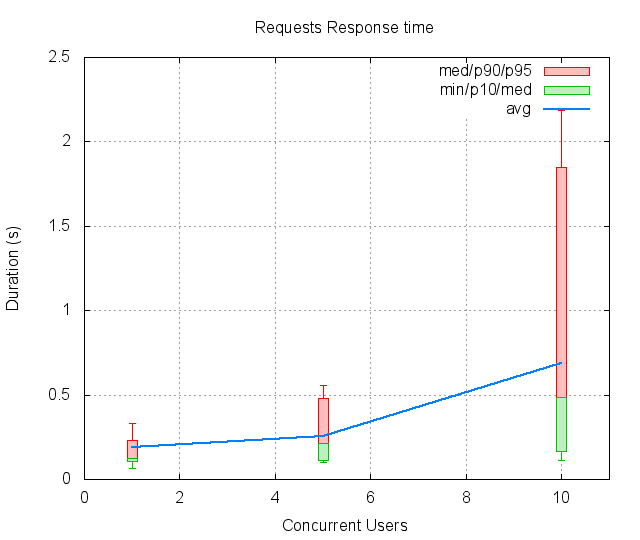 Requests Response time
med/p90/p95
min/p10/med
avg
2.5
2
1.5
1
0.5
0
Duration (s)
0 2 4 6 8 10
Concurrent Users